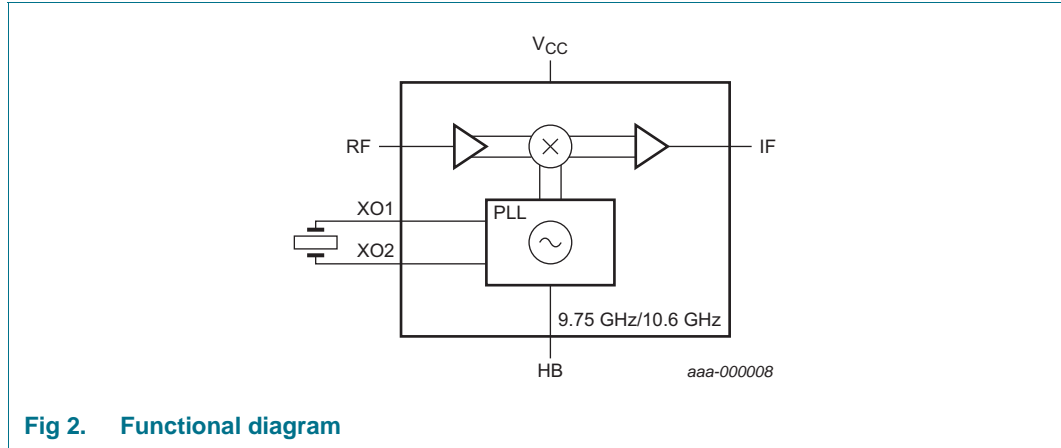 VCC
RF
IF
XO1
PLL
XO2
9.75 GHz/10.6 GHz
HB
aaa-000008
Fig 2. Functional diagram